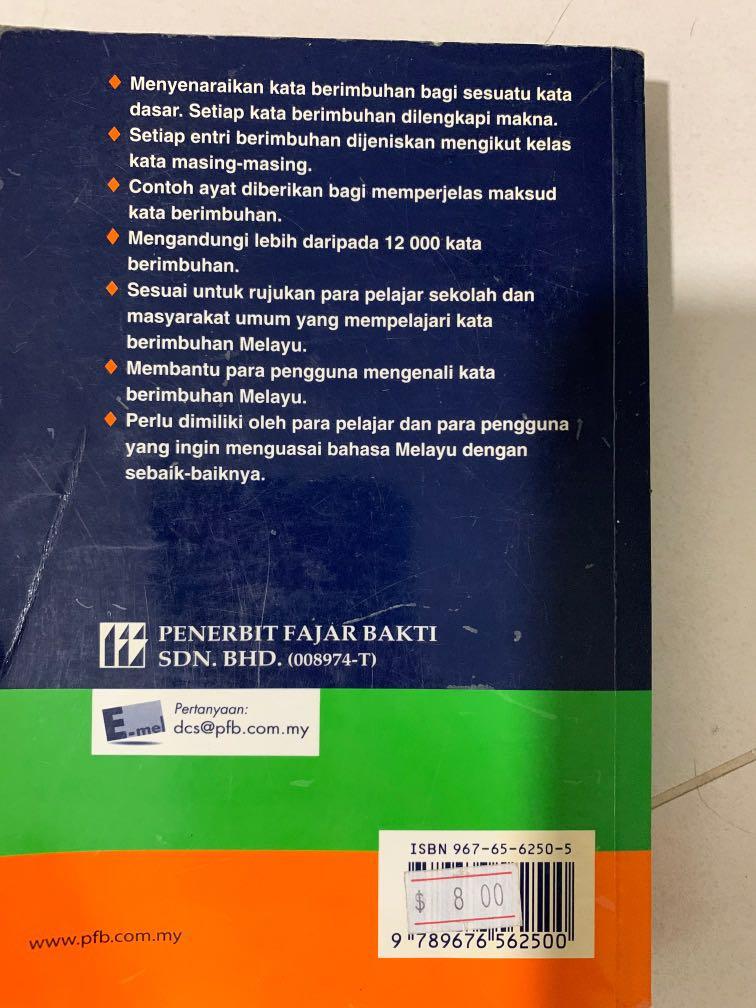 Menyenaraikan kata berimbuhan bagi sesuatu kata
dasar. Setiap kata berimbuhan dilengkapi makna.
Setiap entri berimbuhan dijeniskan mengikut kelas
kata masing-masing.
Contoh ayat diberikan bagi memperjelas maksud
kata berimbuhan.
Mengandungi lebih daripada 12 000 kata
berimbuhan.
Sesuai untuk rujukan para pelajar sekolah dan
masyarakat umum yang mempelajari kata
berimbuhan Melayu.
Membantu para pengguna mengenali kata
berimbuhan Melayu.
Perlu dimiliki oleh para pelajar dan para pengguna
yang ingin menguasai bahasa Melayu dengan
sebaik-baiknya.
PENERBIT FAJAR BAKTI
SDN. BHD. (008974-T)
E-mel
Pertanyaan:
dcs@pfb.com.my
ISBN 967-65-6250-5
$ 8 00
9 789676 562500
www.pfb.com.my